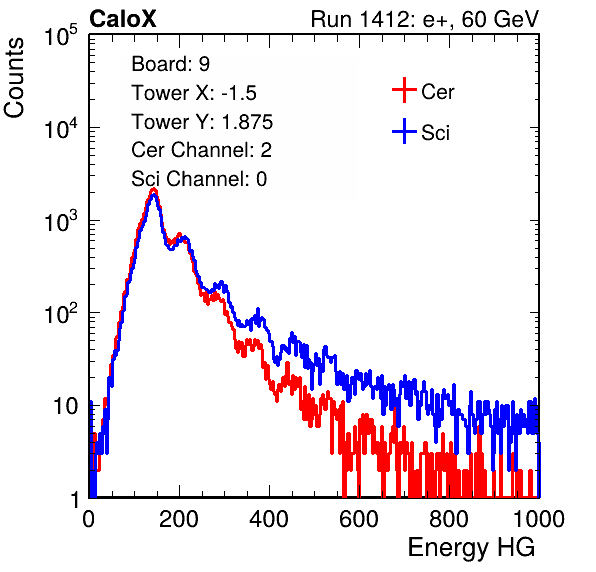 CaloX Run 1412: e+, 60 GeV
Counts
Board: 9
Tower X: -1.5
Tower Y: 1.875
Cer Channel: 2
Sci Channel: 0
Cer
Sci
10^5
10^4
10^3
10^2
10
1
0 200 400 600 800 1000
Energy HG